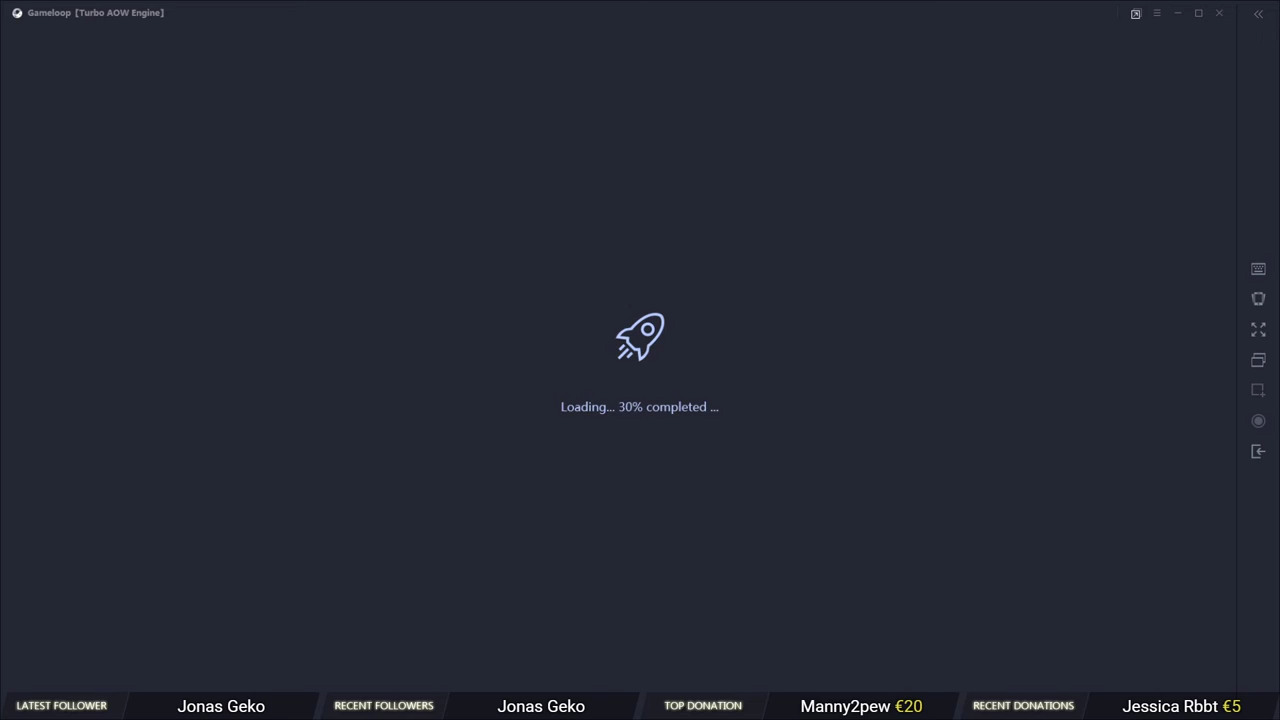 Gameloop [Turbo AOW Engine]
Loading... 30% completed ...
LATEST FOLLOWER Jonas Geko RECENT FOLLOWERS Jonas Geko TOP DONATION Manny2pew €20 RECENT DONATIONS Jessica Rbbt €5